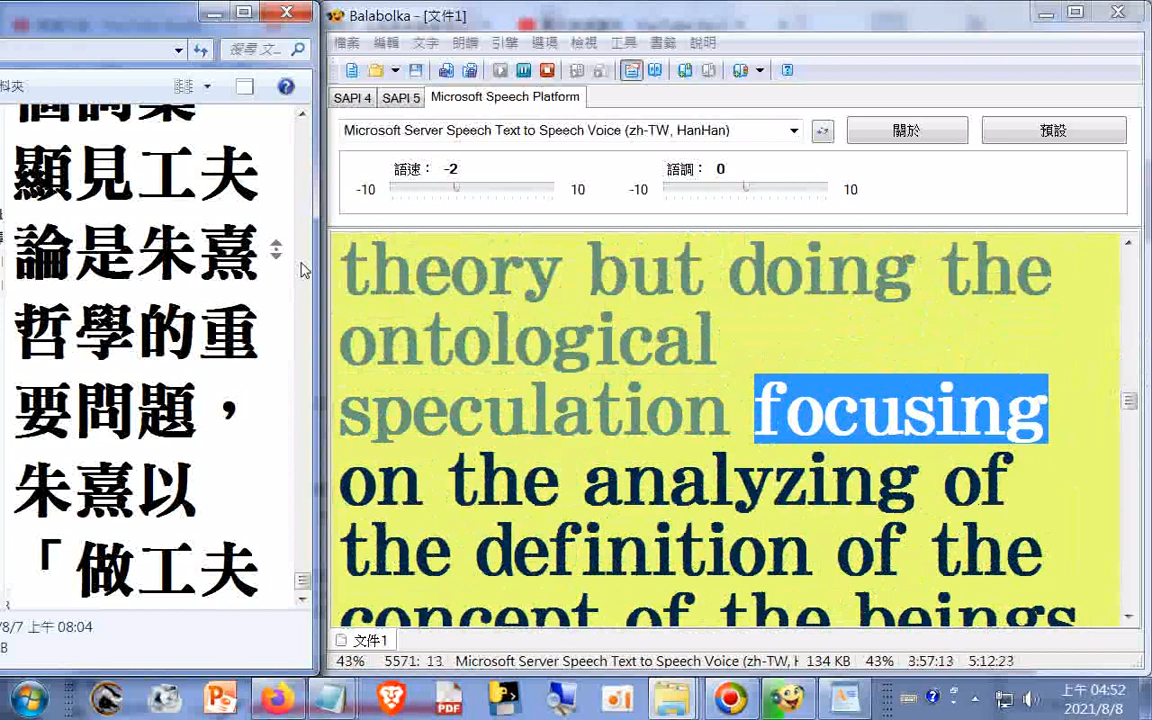 Balabolka - [文件1]
搜尋 文...
檔案 編輯 文字 朗讀 引擎 選項 檢視 工具 書籤 說明
料夾
SAPI 4 SAPI 5 Microsoft Speech Platform
Microsoft Server Speech Text to Speech Voice (zh-TW, HanHan)
關於
預設
語速： -2
語調： 0
-10 10 -10 10
顯見工夫
論是朱熹
哲學的重
要問題，
朱熹以
「做工夫
theory but doing the
ontological
speculation focusing
on the analyzing of
the definition of the
concept of the beings
/8/7 上午 08:04
B
文件1
43% 5571: 13 Microsoft Server Speech Text to Speech Voice (zh-TW, H 134 KB 43% 3:57:13 5:12:23
上午 04:52
2021/8/8